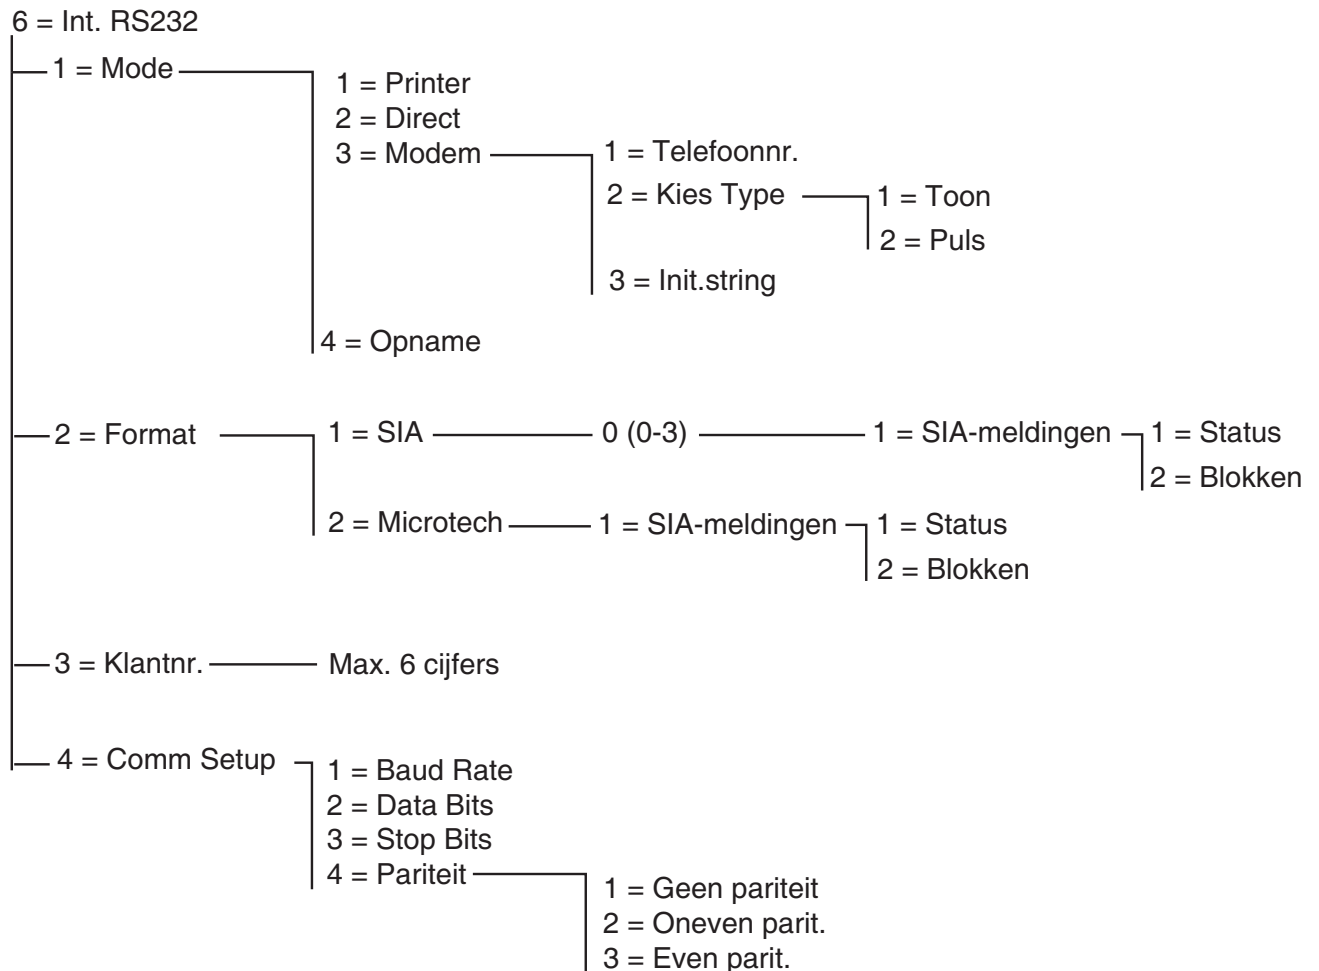 6 = Int. RS232
1 = Mode
1 = Printer
2 = Direct
3 = Modem
1 = Telefoonnr.
2 = Kies Type
1 = Toon
2 = Puls
3 = Init.string
4 = Opname
2 = Format
1 = SIA
0 (0-3)
1 = SIA-meldingen
1 = Status
2 = Blokken
2 = Microtech
1 = SIA-meldingen
1 = Status
2 = Blokken
3 = Klantnr.
Max. 6 cijfers
4 = Comm Setup
1 = Baud Rate
2 = Data Bits
3 = Stop Bits
4 = Pariteit
1 = Geen pariteit
2 = Oneven parit.
3 = Even parit.